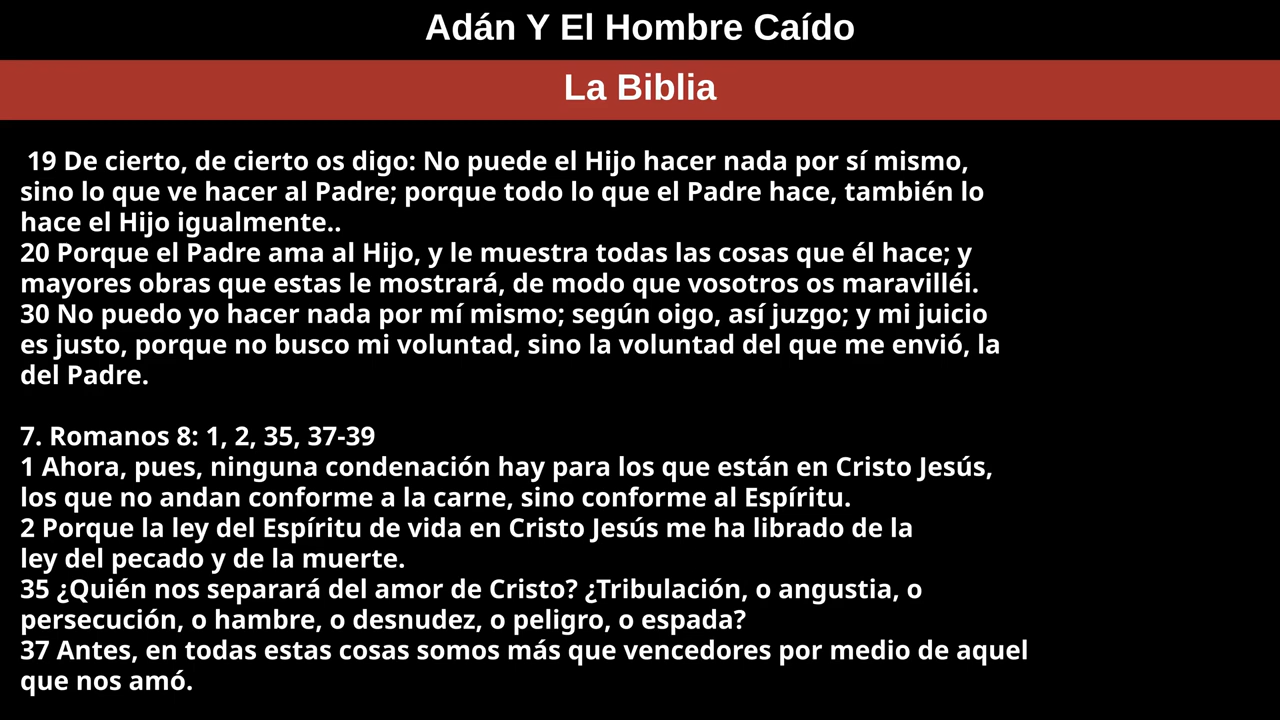 Adán Y El Hombre Caído
La Biblia
19 De cierto, de cierto os digo: No puede el Hijo hacer nada por sí mismo,
sino lo que ve hacer al Padre; porque todo lo que el Padre hace, también lo
hace el Hijo igualmente..
20 Porque el Padre ama al Hijo, y le muestra todas las cosas que él hace; y
mayores obras que estas le mostrará, de modo que vosotros os maravilléi.
30 No puedo yo hacer nada por mí mismo; según oigo, así juzgo; y mi juicio
es justo, porque no busco mi voluntad, sino la voluntad del que me envió, la
del Padre.
7. Romanos 8: 1, 2, 35, 37-39
1 Ahora, pues, ninguna condenación hay para los que están en Cristo Jesús,
los que no andan conforme a la carne, sino conforme al Espíritu.
2 Porque la ley del Espíritu de vida en Cristo Jesús me ha librado de la
ley del pecado y de la muerte.
35 ¿Quién nos separará del amor de Cristo? ¿Tribulación, o angustia, o
persecución, o hambre, o desnudez, o peligro, o espada?
37 Antes, en todas estas cosas somos más que vencedores por medio de aquel
que nos amó.